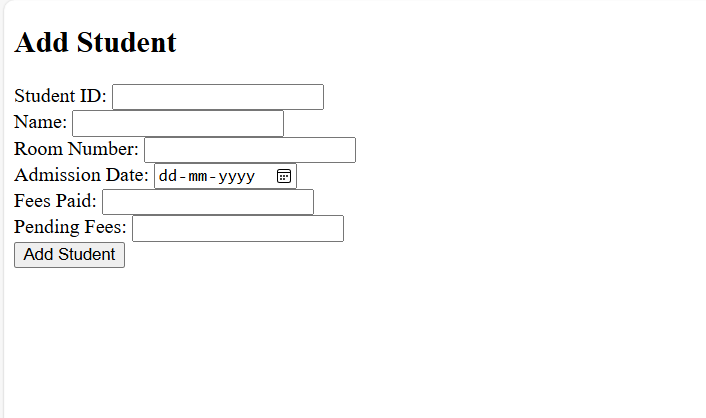 Add Student
Student ID:
Name:
Room Number:
Admission Date: dd-mm-yyyy
Fees Paid:
Pending Fees:
Add Student